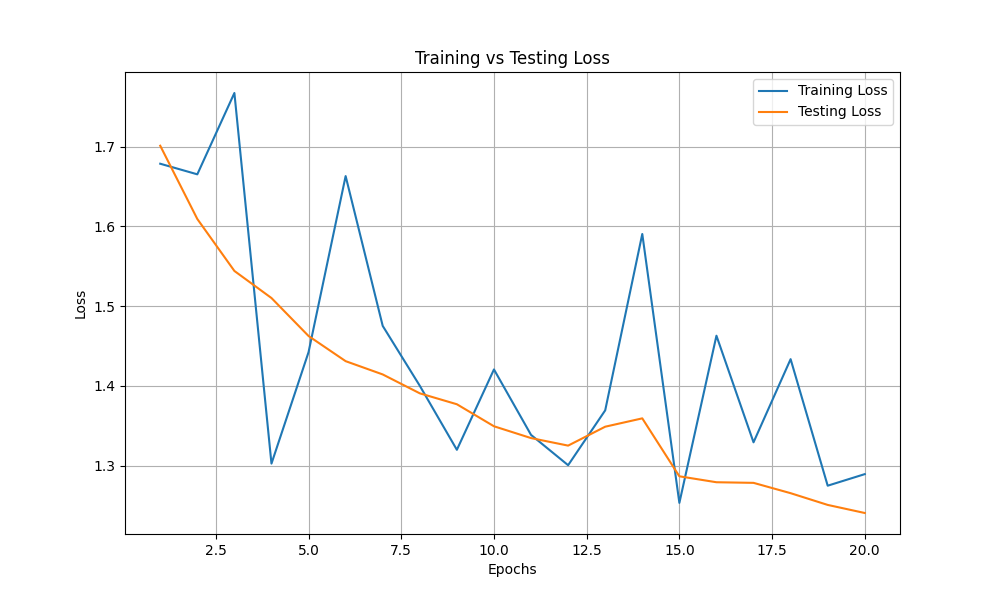 Training vs Testing Loss
Training Loss
Testing Loss
1.7
1.6
1.5
1.4
1.3
Loss
2.5 5.0 7.5 10.0 12.5 15.0 17.5 20.0
Epochs